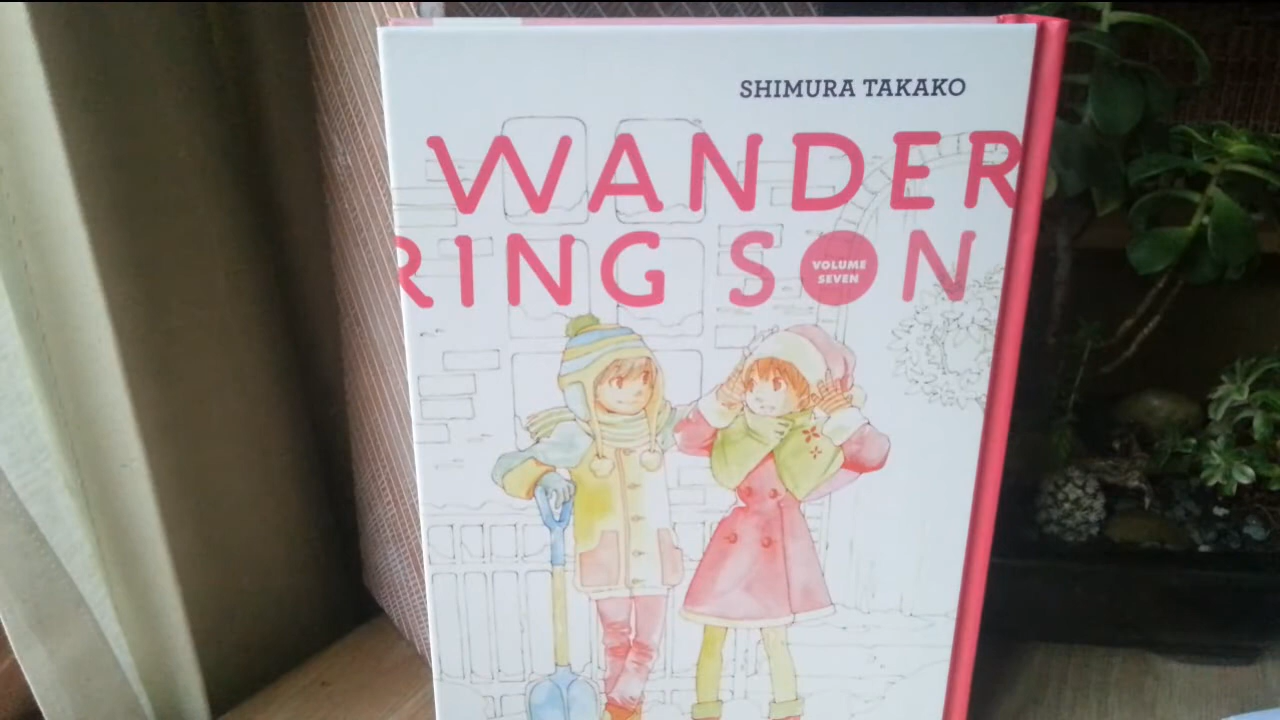 SHIMURA TAKAKO
WANDER
RING SON
VOLUME
SEVEN